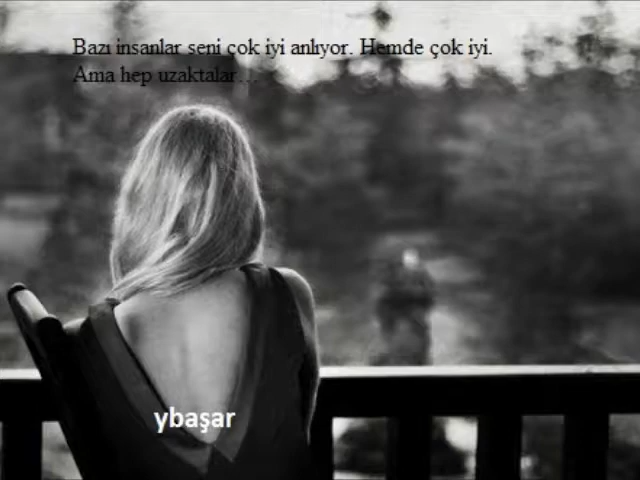 Bazı insanlar seni çok iyi anlıyor. Hemde çok iyi.
Ama hep uzaktalar...
ybaşar